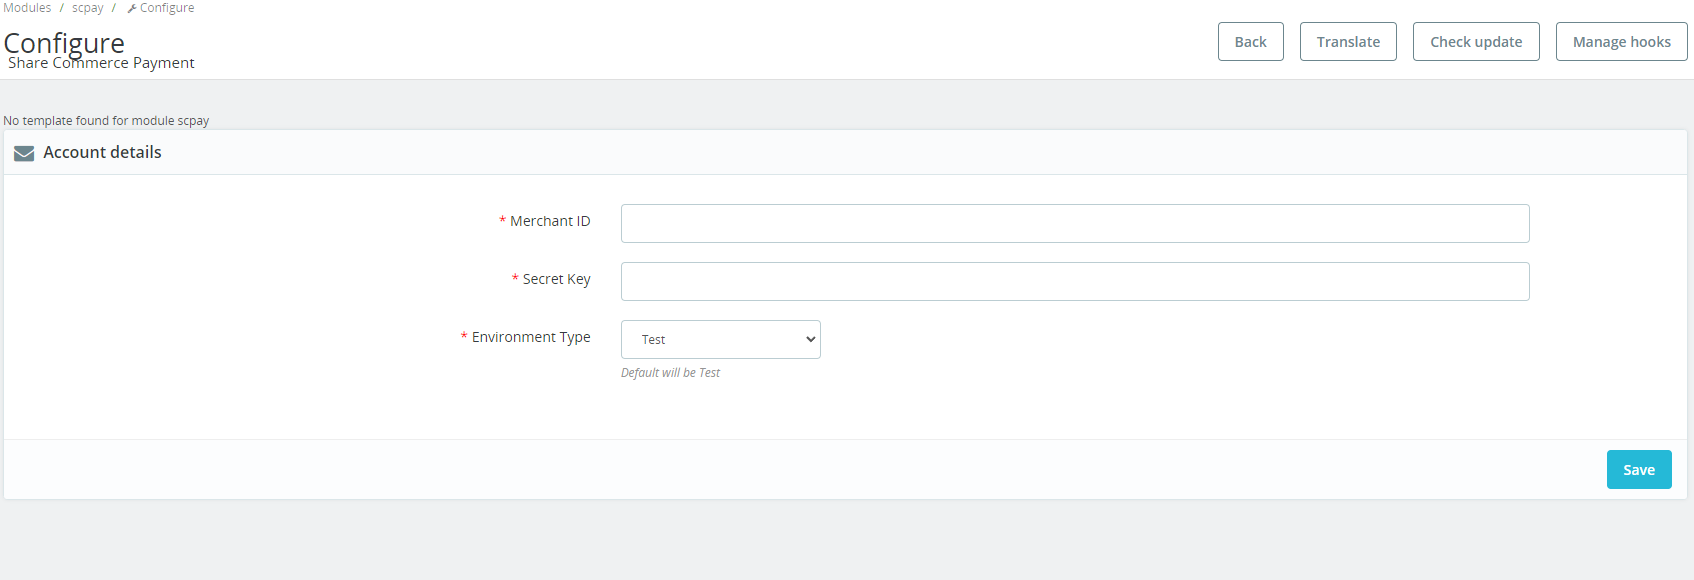 Modules / scpay / Configure
Configure
Share Commerce Payment
Back
Translate
Check update
Manage hooks
No template found for module scpay
Account details
* Merchant ID
* Secret Key
* Environment Type
Test
Default will be Test
Save